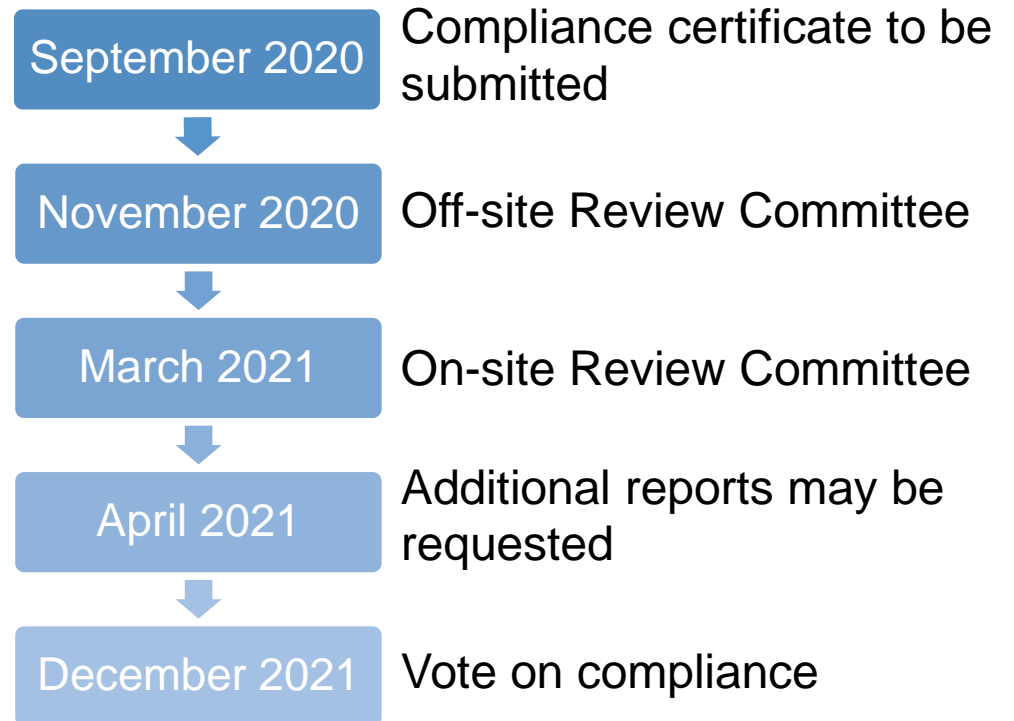 September 2020
Compliance certificate to be
submitted
November 2020
Off-site Review Committee
March 2021
On-site Review Committee
April 2021
Additional reports may be
requested
December 2021
Vote on compliance